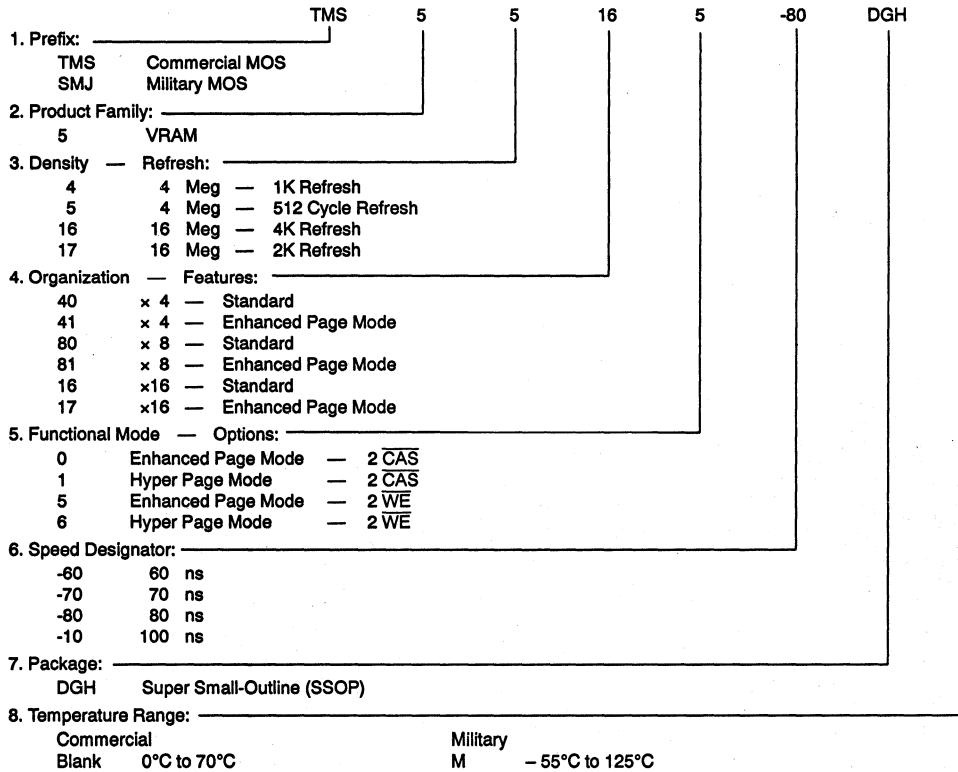 TMS 5 5 16 5 -80 DGH
1. Prefix:
TMS Commercial MOS
SMJ Military MOS
2. Product Family:
5 VRAM
3. Density — Refresh:
4 4 Meg — 1K Refresh
5 4 Meg — 512 Cycle Refresh
16 16 Meg — 4K Refresh
17 16 Meg — 2K Refresh
4. Organization — Features:
40 × 4 — Standard
41 × 4 — Enhanced Page Mode
80 × 8 — Standard
81 × 8 — Enhanced Page Mode
16 ×16 — Standard
17 ×16 — Enhanced Page Mode
5. Functional Mode — Options:
0 Enhanced Page Mode — 2 C̅A̅S̅
1 Hyper Page Mode — 2 C̅A̅S̅
5 Enhanced Page Mode — 2 W̅E̅
6 Hyper Page Mode — 2 W̅E̅
6. Speed Designator:
-60 60 ns
-70 70 ns
-80 80 ns
-10 100 ns
7. Package:
DGH Super Small-Outline (SSOP)
8. Temperature Range:
Commercial Military
Blank 0°C to 70°C M – 55°C to 125°C